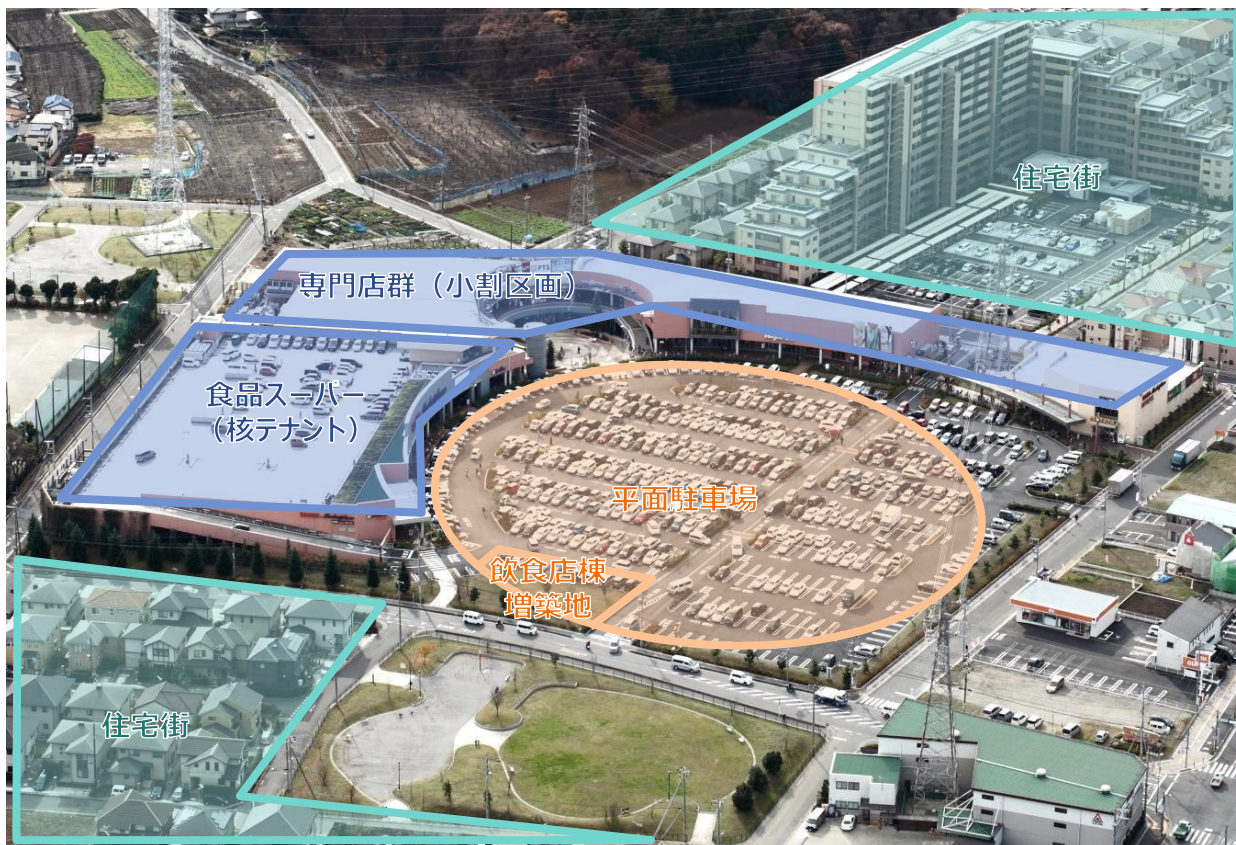 住宅街
専門店群（小割区画）
食品スーパー
（核テナント）
平面駐車場
飲食店棟
増築地
住宅街